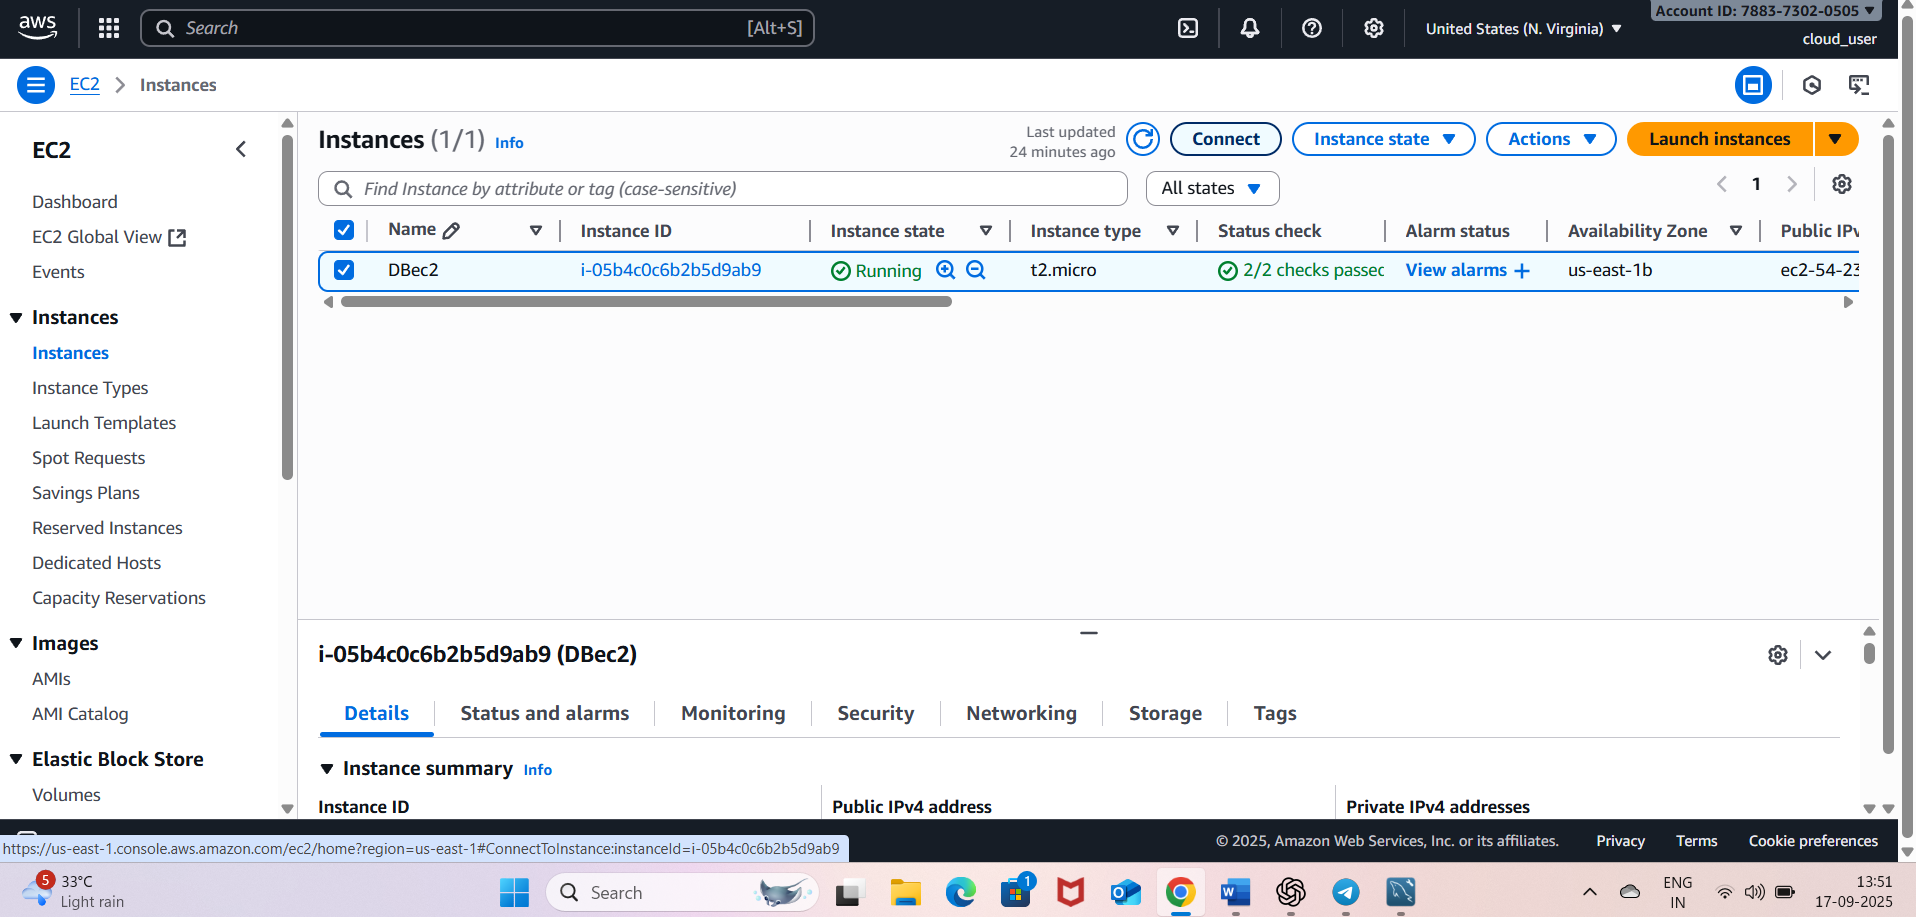 aws
Search
[Alt+S]
United States (N. Virginia)
Account ID: 7883-7302-0505
cloud_user
EC2
Instances
EC2
Dashboard
EC2 Global View
Events
Instances
Instances
Instance Types
Launch Templates
Spot Requests
Savings Plans
Reserved Instances
Dedicated Hosts
Capacity Reservations
Images
AMIs
AMI Catalog
Elastic Block Store
Volumes
Instances (1/1) Info
Last updated
24 minutes ago
Connect
Instance state
Actions
Launch instances
Find Instance by attribute or tag (case-sensitive)
All states
1
Name Instance ID Instance state Instance type Status check Alarm status Availability Zone Public IPv
DBec2 i-05b4c0c6b2b5d9ab9 Running t2.micro 2/2 checks passed View alarms + us-east-1b ec2-54-23
i-05b4c0c6b2b5d9ab9 (DBec2)
Details Status and alarms Monitoring Security Networking Storage Tags
Instance summary Info
Instance ID Public IPv4 address Private IPv4 addresses
© 2025, Amazon Web Services, Inc. or its affiliates. Privacy Terms Cookie preferences
https://us-east-1.console.aws.amazon.com/ec2/home?region=us-east-1#ConnectToInstance:instanceId=i-05b4c0c6b2b5d9ab9
5
33°C
Light rain
Search
1
W
ENG
IN
13:51
17-09-2025